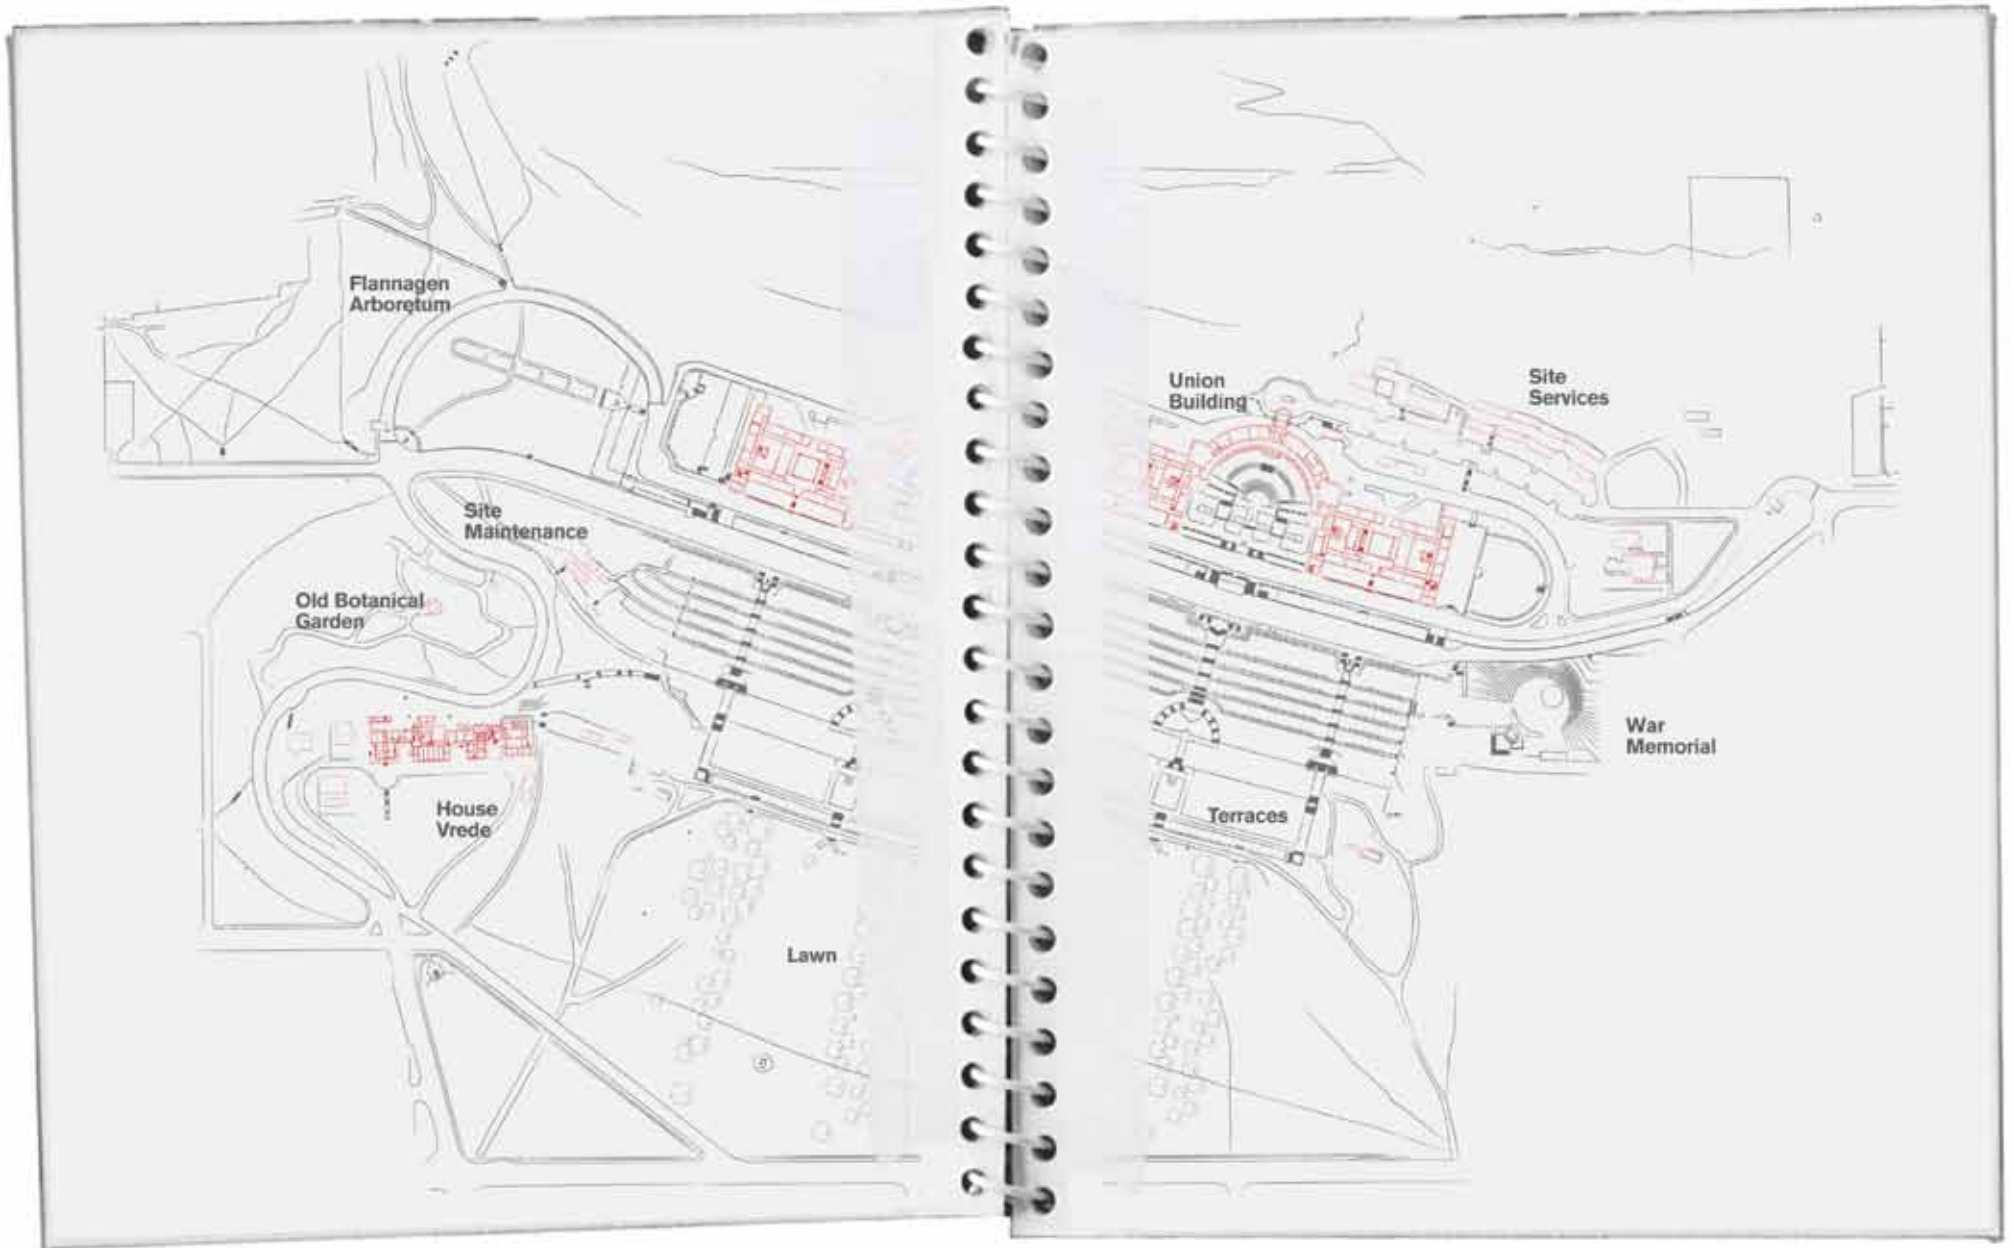 Flannagen
Arboretum
Site
Maintenance
Old Botanical
Garden
House
Vrede
Lawn
Union
Building
Site
Services
War
Memorial
Terraces